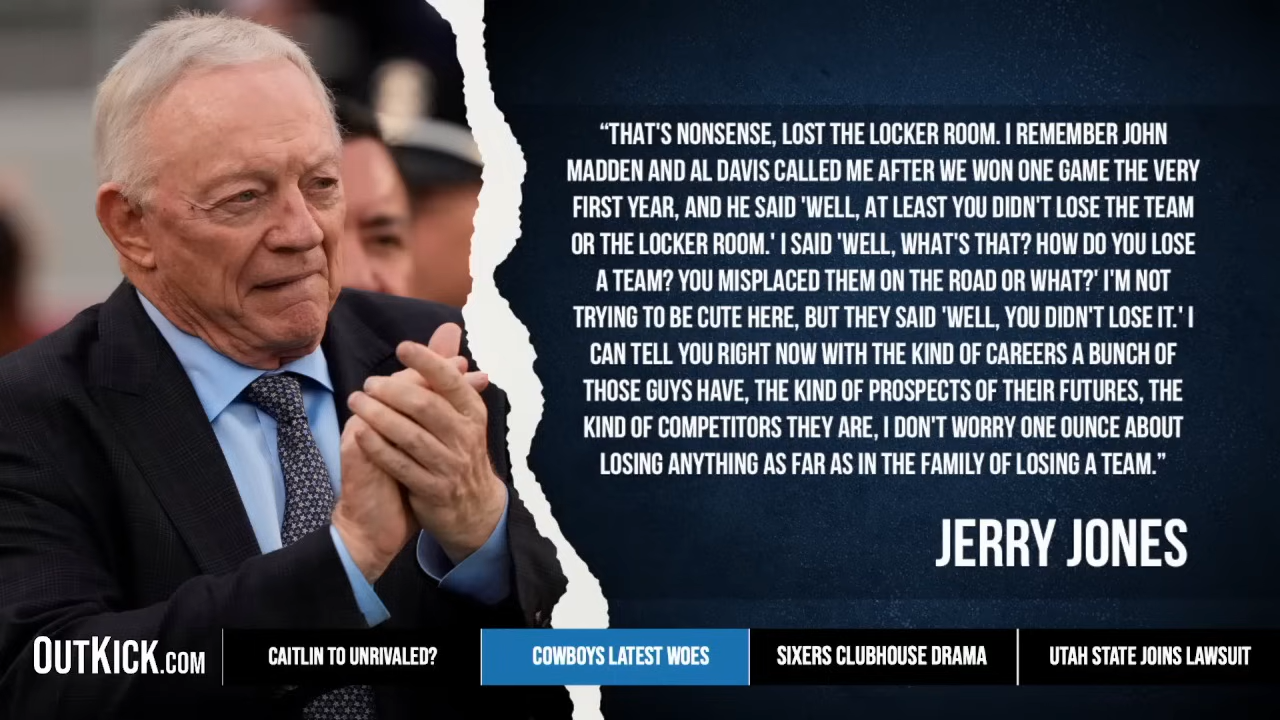 “THAT'S NONSENSE, LOST THE LOCKER ROOM. I REMEMBER JOHN
MADDEN AND AL DAVIS CALLED ME AFTER WE WON ONE GAME THE VERY
FIRST YEAR, AND HE SAID 'WELL, AT LEAST YOU DIDN'T LOSE THE TEAM
OR THE LOCKER ROOM.' I SAID 'WELL, WHAT'S THAT? HOW DO YOU LOSE
A TEAM? YOU MISPLACED THEM ON THE ROAD OR WHAT?' I'M NOT
TRYING TO BE CUTE HERE, BUT THEY SAID 'WELL, YOU DIDN'T LOSE IT.' I
CAN TELL YOU RIGHT NOW WITH THE KIND OF CAREERS A BUNCH OF
THOSE GUYS HAVE, THE KIND OF PROSPECTS OF THEIR FUTURES, THE
KIND OF COMPETITORS THEY ARE, I DON'T WORRY ONE OUNCE ABOUT
LOSING ANYTHING AS FAR AS IN THE FAMILY OF LOSING A TEAM.”
JERRY JONES
OUTKICK.COM
CAITLIN TO UNRIVALED?
COWBOYS LATEST WOES
SIXERS CLUBHOUSE DRAMA
UTAH STATE JOINS LAWSUIT